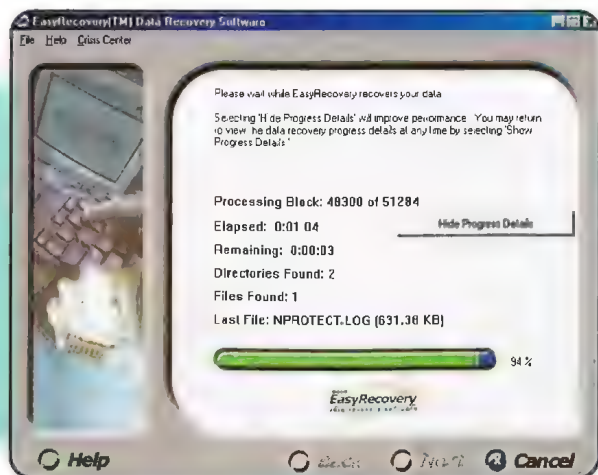 EasyRecovery(TM) Data Recovery Software
File Help Crisis Center
Please wait while EasyRecovery recovers your data
Selecting 'Hide Progress Details' will improve performance. You may return
to view the data recovery progress details at any time by selecting 'Show
Progress Details.'
Processing Block: 48300 of 51284
Elapsed: 0:01:04
Hide Progress Details
Remaining: 0:00:03
Directories Found: 2
Files Found: 1
Last File: NPROTECT.LOG (631.38 KB)
94 %
EasyRecovery
Help
Back
Next
Cancel